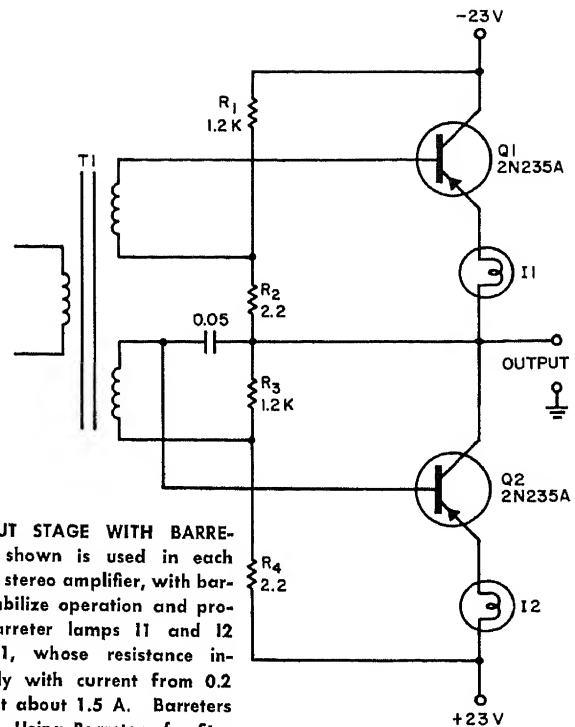 -23V
R1
1.2 K
T1
Q1
2N235A
I1
R2
2.2
0.05
OUTPUT
R3
1.2 K
Q2
2N235A
R4
2.2
I2
+23V
UT STAGE WITH BARRE-
shown is used in each
stereo amplifier, with bar-
abilize operation and pro-
arreter lamps I1 and I2
1, whose resistance in-
ly with current from 0.2
t about 1.5 A. Barreters